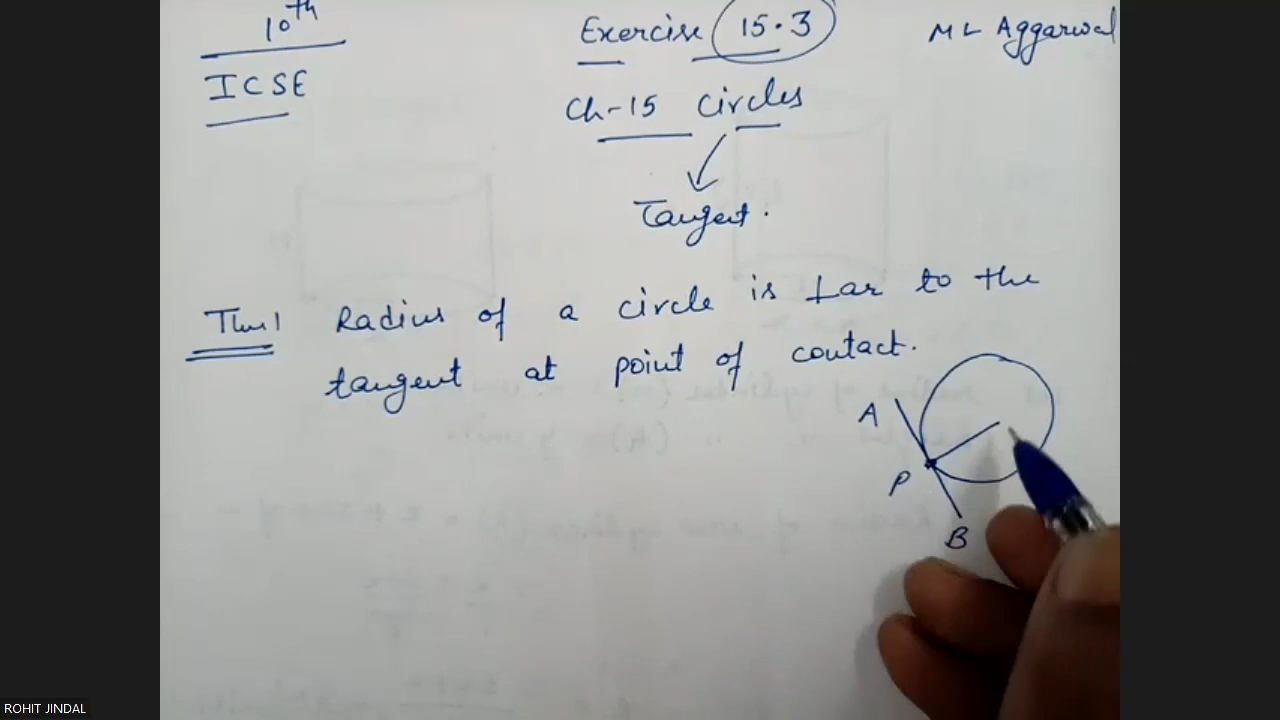 10th
ICSE
Exercise 15.3
ML Aggarwal
Ch-15 Circles
Tangent.
Thm 1 Radius of a circle is ⊥ar to the
tangent at point of contact.
A
P
B
ROHIT JINDAL